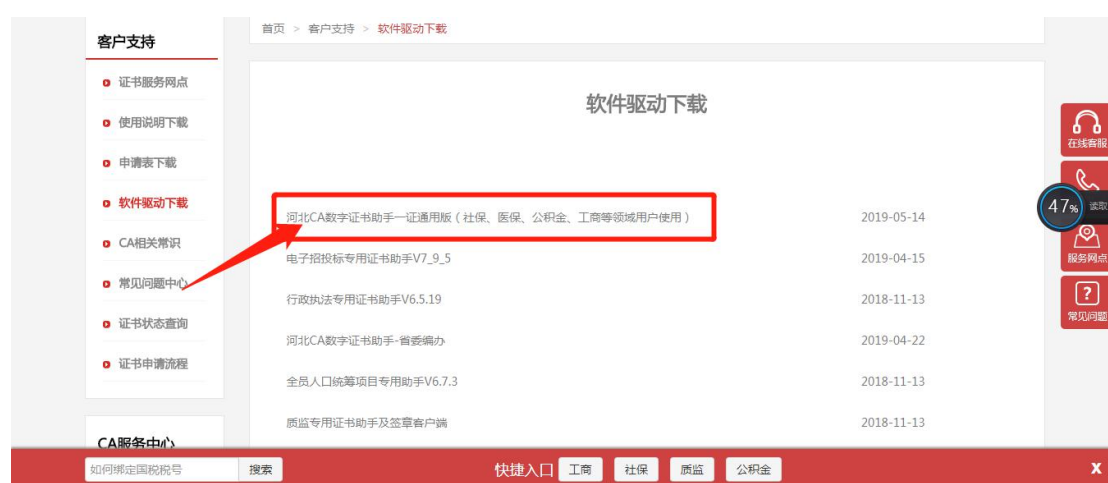 首页 > 客户支持 > 软件驱动下载
客户支持
证书服务网点
使用说明下载
申请表下载
软件驱动下载
CA相关常识
常见问题中心
证书状态查询
证书申请流程
CA服务中心
软件驱动下载
河北CA数字证书助手—证通用版（社保、医保、公积金、工商等领域用户使用） 2019-05-14
电子招投标专用证书助手V7_9_5 2019-04-15
行政执法专用证书助手V6.5.19 2018-11-13
河北CA数字证书助手-省委编办 2019-04-22
全员人口统筹项目专用助手V6.7.3 2018-11-13
质监专用证书助手及签章客户端 2018-11-13
在线客服
47% 读取
服务网点
常见问题
如何绑定国税税号 搜索 快捷入口 工商 社保 质监 公积金 X